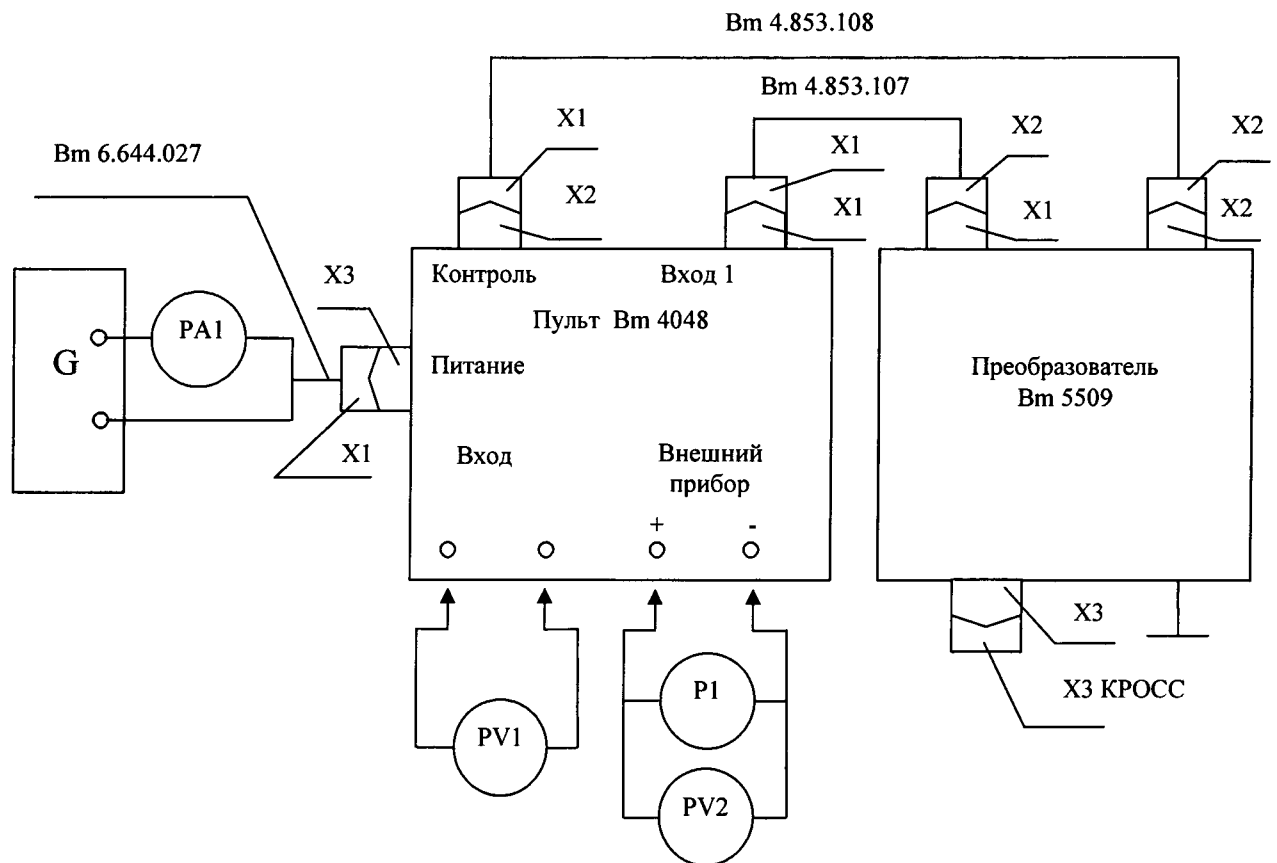 Вm 4.853.108
Вm 4.853.107
Х1
Х2
Х2
Вm 6.644.027
Х1
Х2
Х1
Х1
Х2
Х3
Контроль
Вход 1
Пульт Вm 4048
РА1
G
Питание
Преобразователь
Вm 5509
Х1
Вход
Внешний
прибор
+
-
Х3
Р1
Х3 КРОСС
PV1
PV2